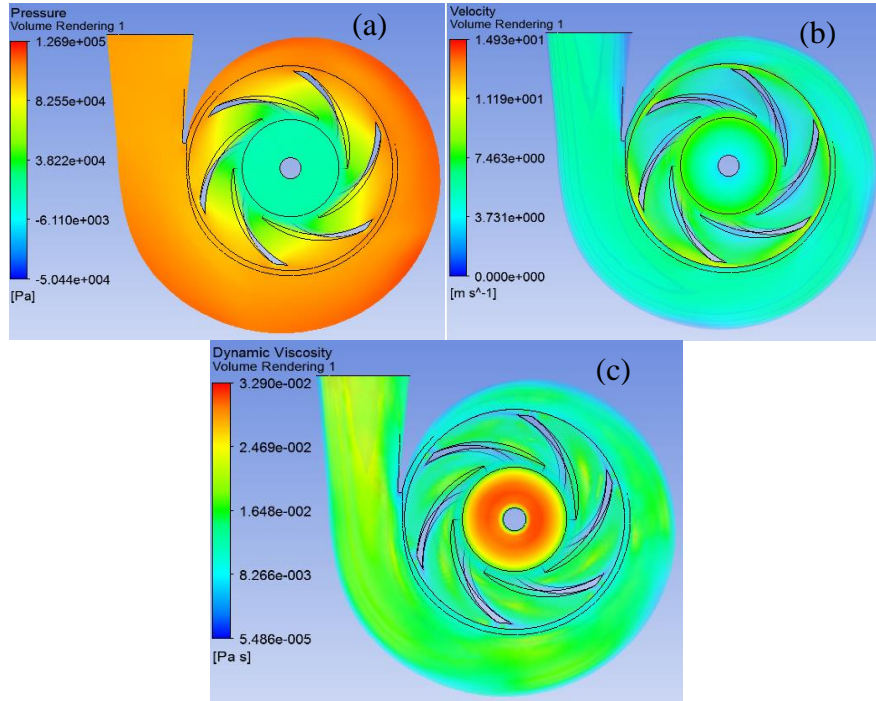 Pressure
Volume Rendering 1
(a)
1.269e+005
8.255e+004
3.822e+004
-6.110e+003
-5.044e+004
[Pa]
Velocity
Volume Rendering 1
(b)
1.493e+001
1.119e+001
7.463e+000
3.731e+000
0.000e+000
[m s^-1]
Dynamic Viscosity
Volume Rendering 1
(c)
3.290e-002
2.469e-002
1.648e-002
8.266e-003
5.486e-005
[Pa s]